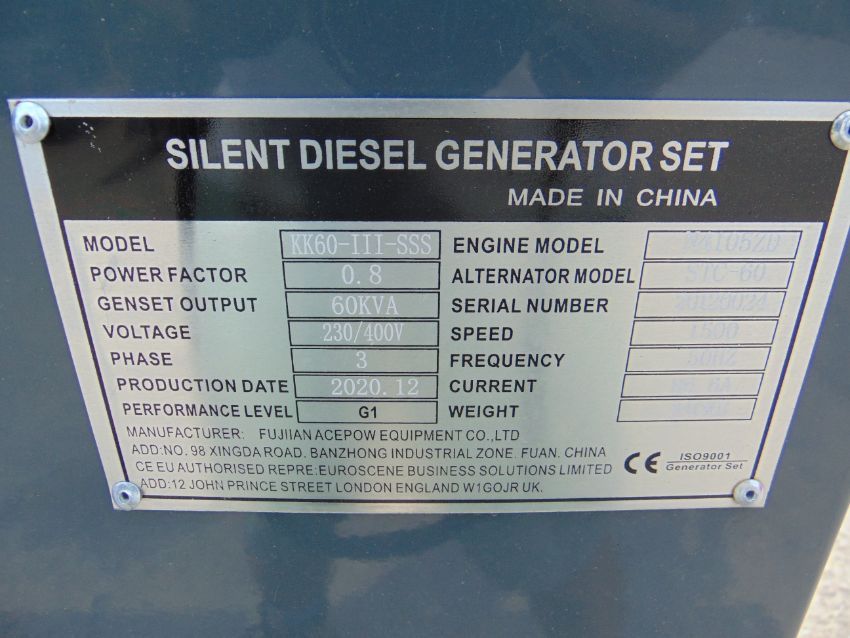 SILENT DIESEL GENERATOR SET
MADE IN CHINA
MODEL KK60-III-SSS ENGINE MODEL
POWER FACTOR 0.8 ALTERNATOR MODEL STC-60
GENSET OUTPUT 60KVA SERIAL NUMBER
VOLTAGE 230/400V SPEED 1500
PHASE 3 FREQUENCY 50HZ
PRODUCTION DATE 2020.12 CURRENT
PERFORMANCE LEVEL G1 WEIGHT
MANUFACTURER: FUJIIAN ACEPOW EQUIPMENT CO.,LTD
ADD:NO. 98 XINGDA ROAD. BANZHONG INDUSTRIAL ZONE. FUAN. CHINA
CE EU AUTHORISED REPRE: EUROSCENE BUSINESS SOLUTIONS LIMITED
ADD:12 JOHN PRINCE STREET LONDON ENGLAND W1GOJR UK.
CE ISO9001
Generator Set